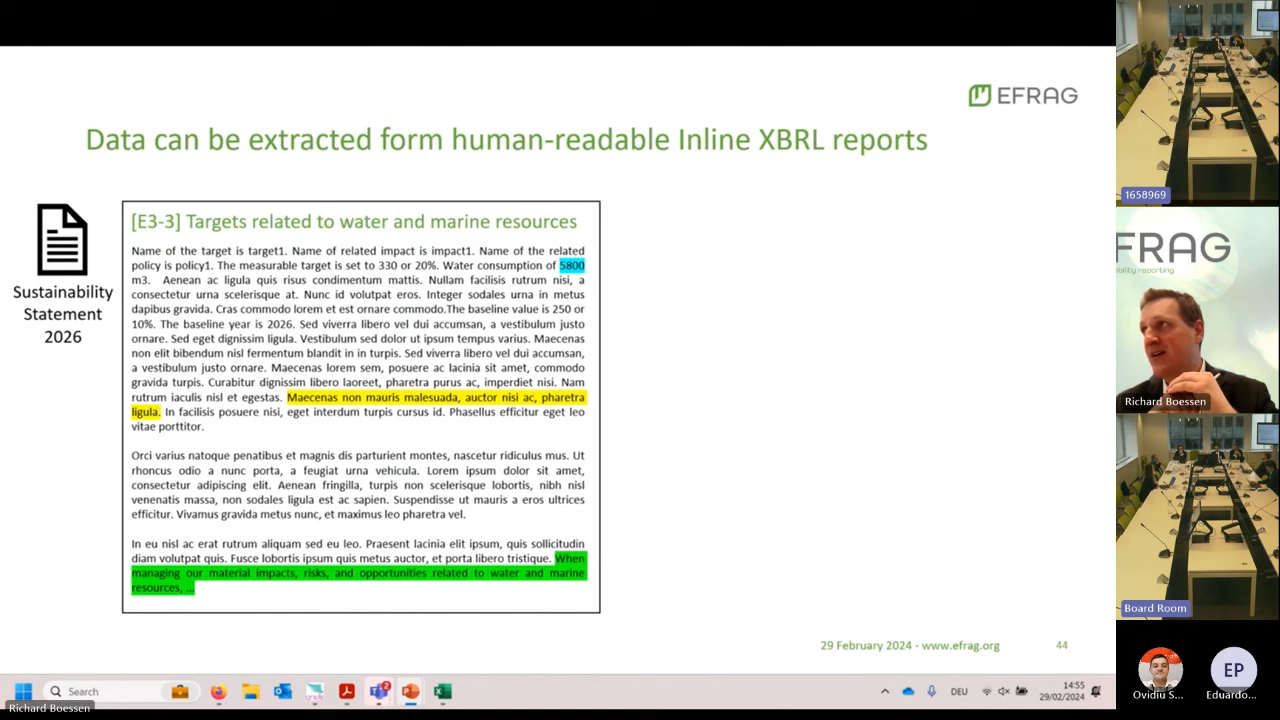 EFRAG
Data can be extracted form human-readable Inline XBRL reports
Sustainability
Statement
2026
[E3-3] Targets related to water and marine resources
Name of the target is target1. Name of related impact is impact1. Name of the related
policy is policy1. The measurable target is set to 330 or 20%. Water consumption of 5800
m3. Aenean ac ligula quis risus condimentum mattis. Nullam facilisis rutrum nisi, a
consectetur urna scelerisque at. Nunc id volutpat eros. Integer sodales urna in metus
dapibus gravida. Cras commodo lorem et est ornare commodo.The baseline value is 250 or
10%. The baseline year is 2026. Sed viverra libero vel dui accumsan, a vestibulum justo
ornare. Sed eget dignissim ligula. Vestibulum sed dolor ut ipsum tempus varius. Maecenas
non elit bibendum nisl fermentum blandit in in turpis. Sed viverra libero vel dui accumsan,
a vestibulum justo ornare. Maecenas lorem sem, posuere ac lacinia sit amet, commodo
gravida turpis. Curabitur dignissim libero laoreet, pharetra purus ac, imperdiet nisi. Nam
rutrum iaculis nisl et egestas. Maecenas non mauris malesuada, auctor nisi ac, pharetra
ligula. In facilisis posuere nisi, eget interdum turpis cursus id. Phasellus efficitur eget leo
vitae porttitor.
Orci varius natoque penatibus et magnis dis parturient montes, nascetur ridiculus mus. Ut
rhoncus odio a nunc porta, a feugiat urna vehicula. Lorem ipsum dolor sit amet,
consectetur adipiscing elit. Aenean fringilla, turpis non scelerisque lobortis, nibh nisl
venenatis massa, non sodales ligula est ac sapien. Suspendisse ut mauris a eros ultrices
efficitur. Vivamus gravida metus nunc, et maximus leo pharetra vel.
In eu nisl ac erat rutrum aliquam sed eu leo. Praesent lacinia elit ipsum, quis sollicitudin
diam volutpat quis. Fusce lobortis ipsum quis metus auctor, et porta libero tristique. When
managing our material impacts, risks, and opportunities related to water and marine
resources, ...
29 February 2024 - www.efrag.org
44
Search
DEU
14:55
29/02/2024
Richard Boessen
1658969
FRAG
bility reporting
Richard Boessen
Board Room
EP
Ovidiu S...
Eduardo...